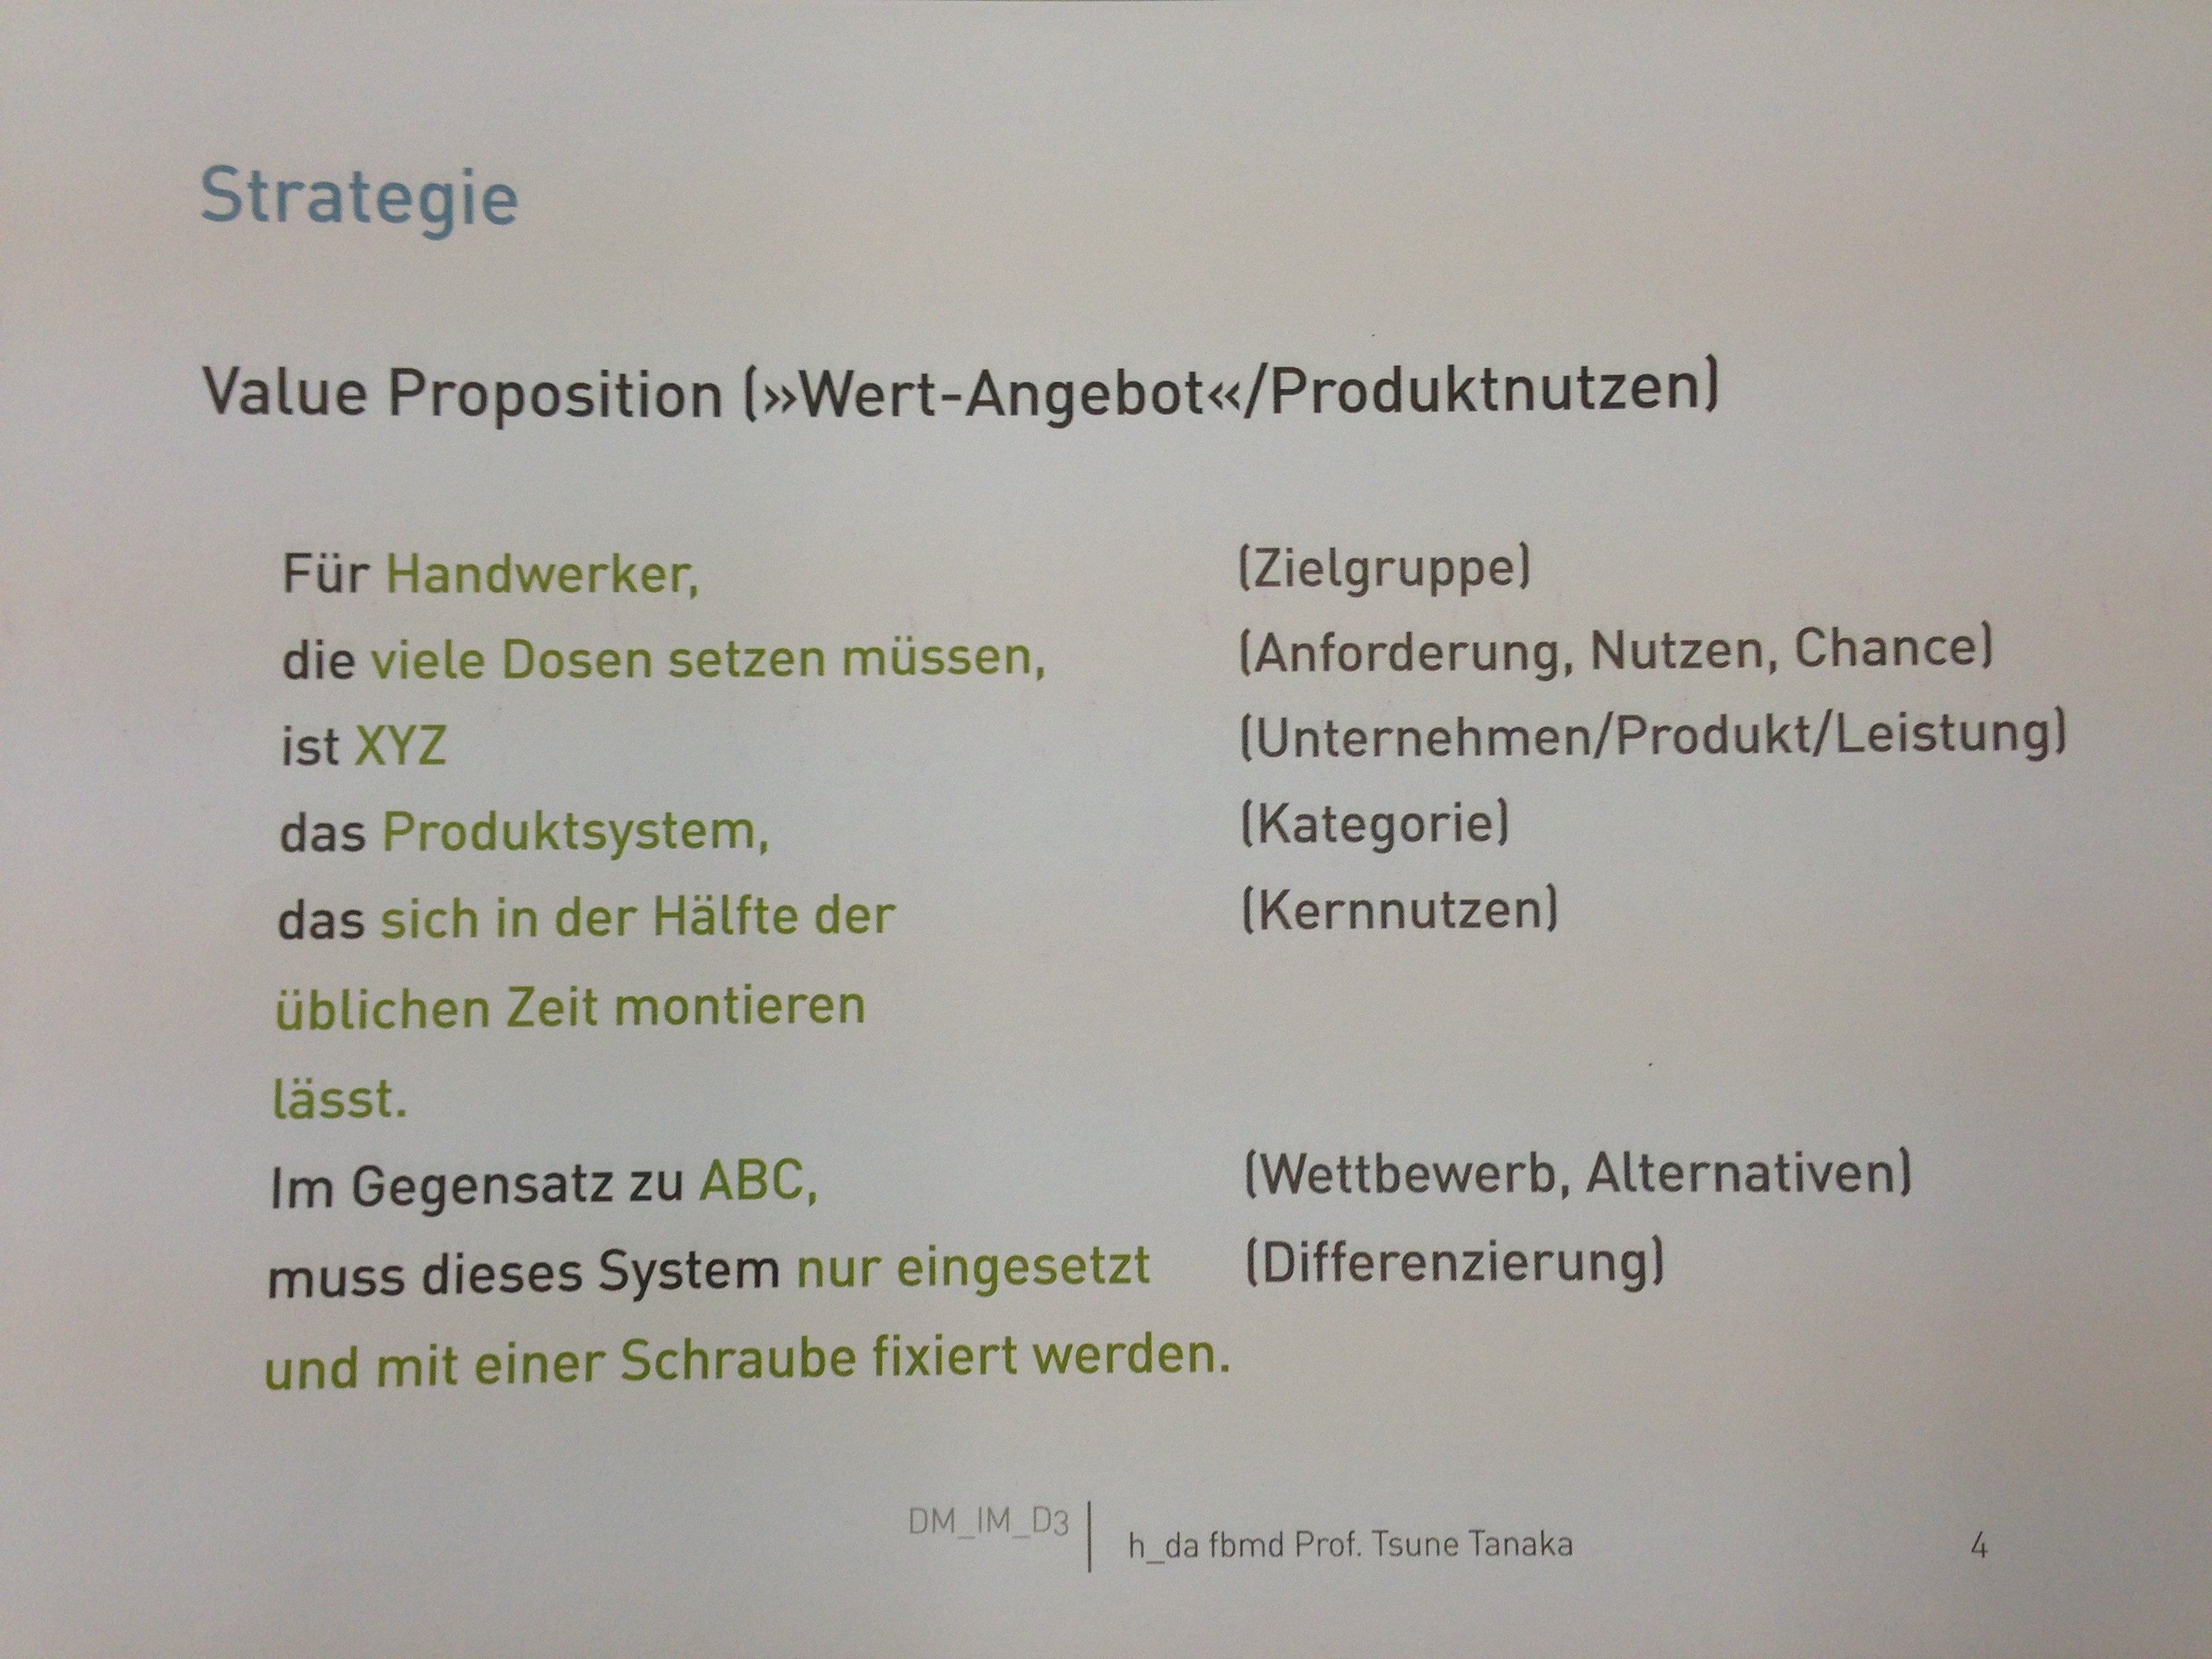 Strategie
Value Proposition (»Wert-Angebot«/Produktnutzen)
Für Handwerker, (Zielgruppe)
die viele Dosen setzen müssen, (Anforderung, Nutzen, Chance)
ist XYZ (Unternehmen/Produkt/Leistung)
das Produktsystem, (Kategorie)
das sich in der Hälfte der (Kernnutzen)
üblichen Zeit montieren
lässt.
Im Gegensatz zu ABC, (Wettbewerb, Alternativen)
muss dieses System nur eingesetzt (Differenzierung)
und mit einer Schraube fixiert werden.
DM_IM_D3 h_da fbmd Prof. Tsune Tanaka 4